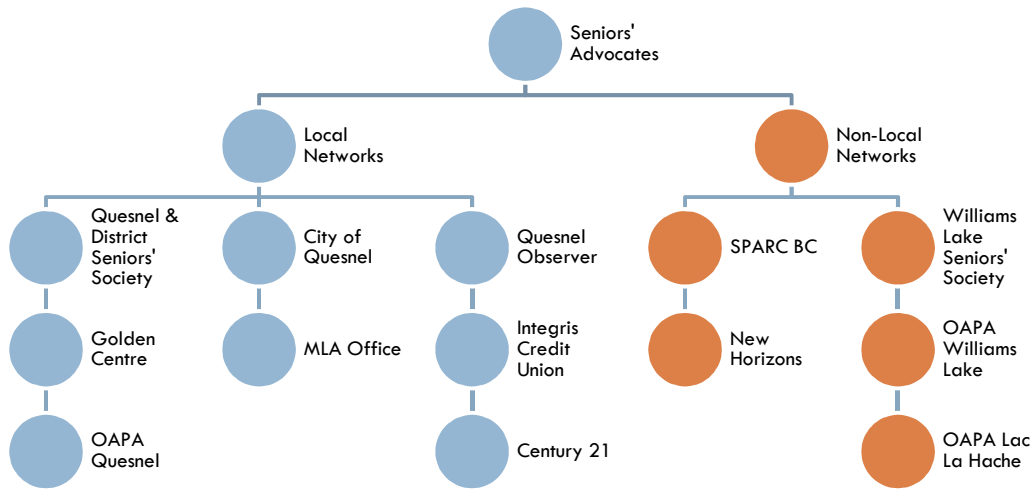 Seniors'
Advocates
Local
Networks
Non-Local
Networks
Quesnel &
District
Seniors'
Society
City of
Quesnel
Quesnel
Observer
SPARC BC
Williams
Lake
Seniors'
Society
Golden
Centre
MLA Office
Integris
Credit
Union
New
Horizons
OAPA
Williams
Lake
OAPA
Quesnel
Century 21
OAPA Lac
La Hache